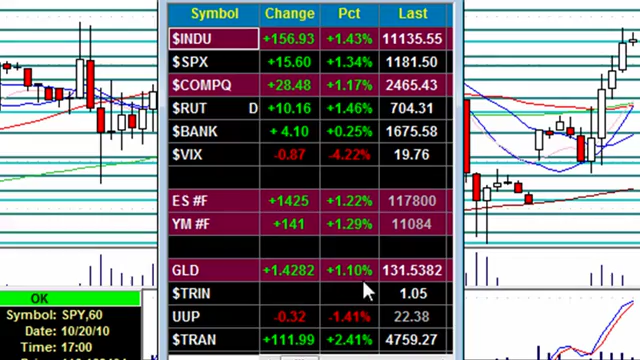 Symbol Change Pct Last
$INDU +156.93 +1.43% 11135.55
$SPX +15.60 +1.34% 1181.50
$COMPQ +28.48 +1.17% 2465.43
$RUT D +10.16 +1.46% 704.31
$BANK + 4.10 +0.25% 1675.58
$VIX -0.87 -4.22% 19.76
ES #F +1425 +1.22% 117800
YM #F +141 +1.29% 11084
GLD +1.4282 +1.10% 131.5382
$TRIN 1.05
UUP -0.32 -1.41% 22.38
$TRAN +111.99 +2.41% 4759.27
OK
Symbol: SPY,60
Date: 10/20/10
Time: 17:00